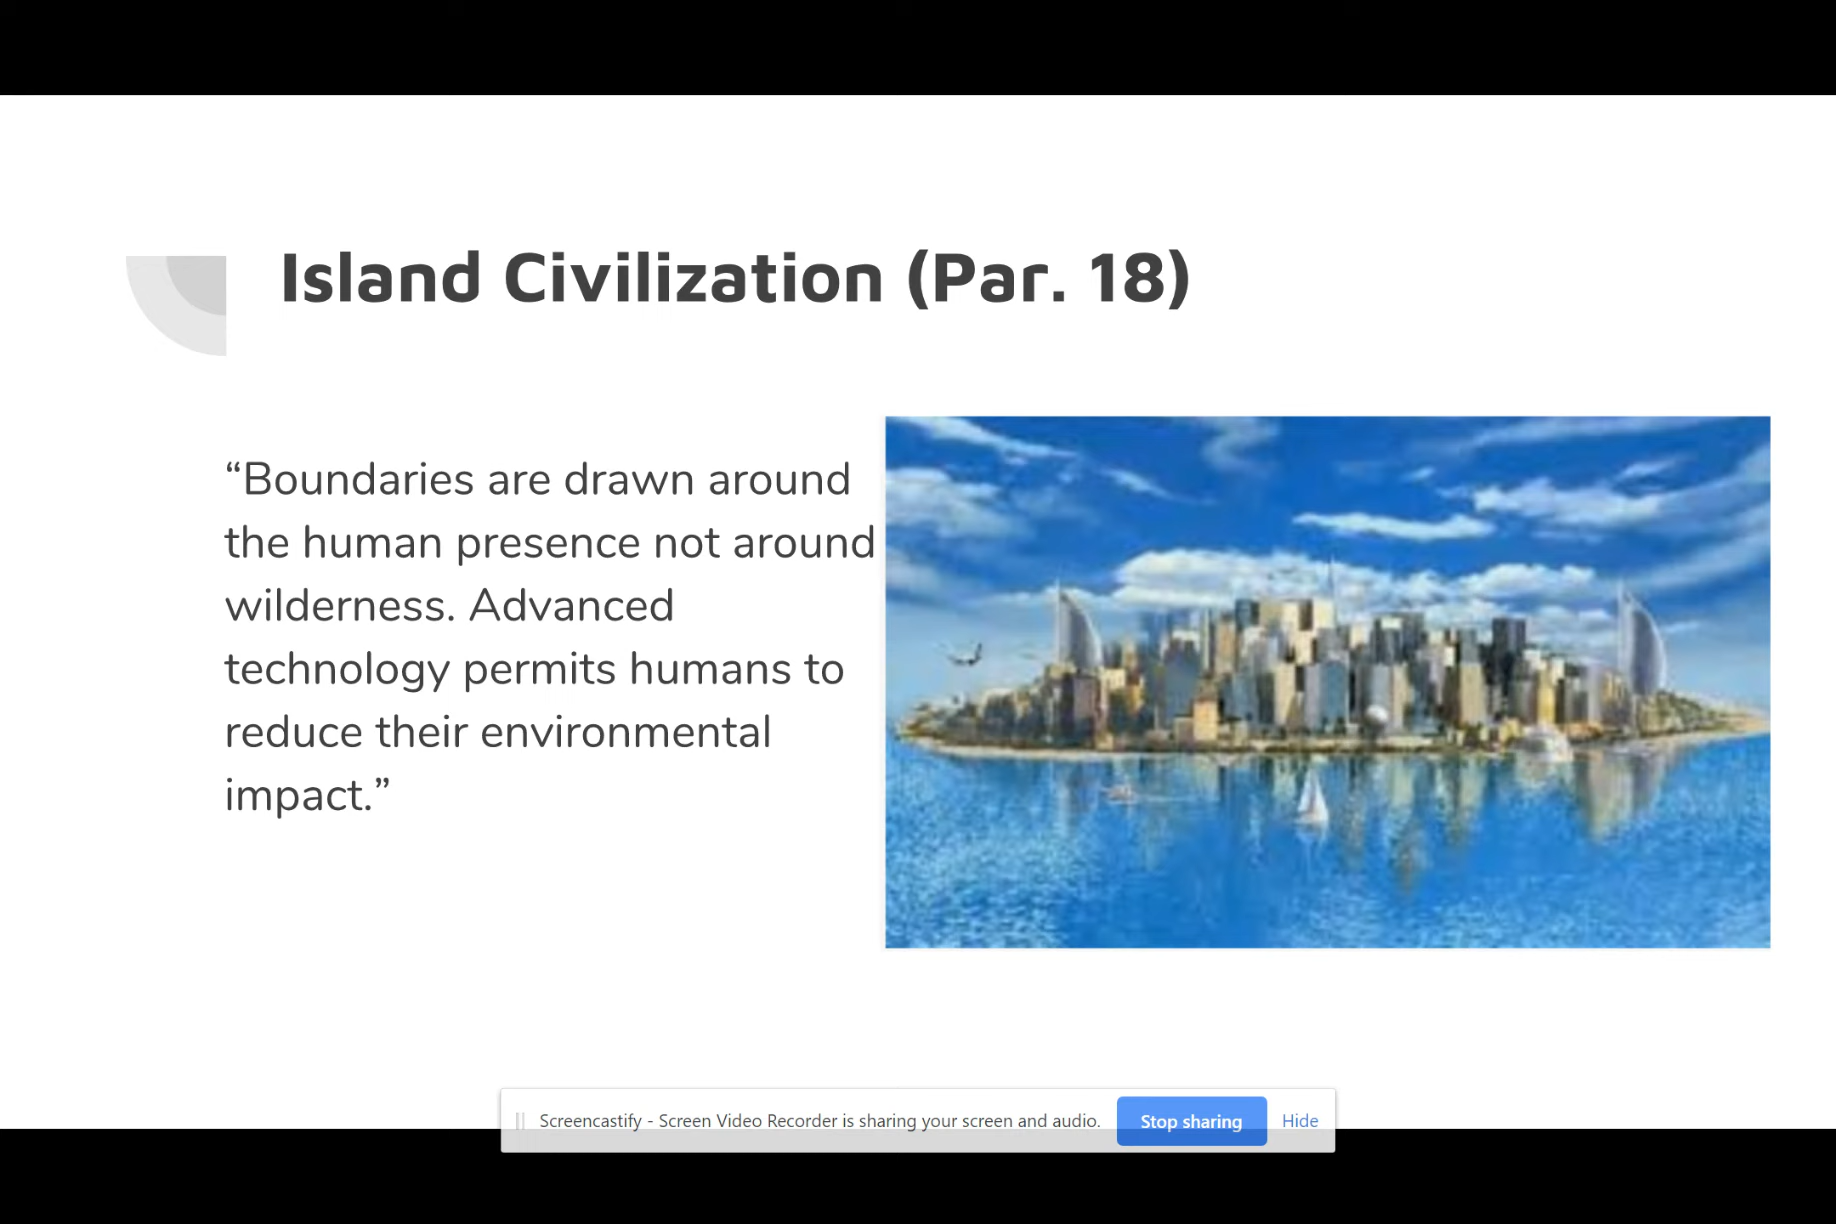 Island Civilization (Par. 18)
“Boundaries are drawn around
the human presence not around
wilderness. Advanced
technology permits humans to
reduce their environmental
impact.”
Screencastify - Screen Video Recorder is sharing your screen and audio. Stop sharing Hide